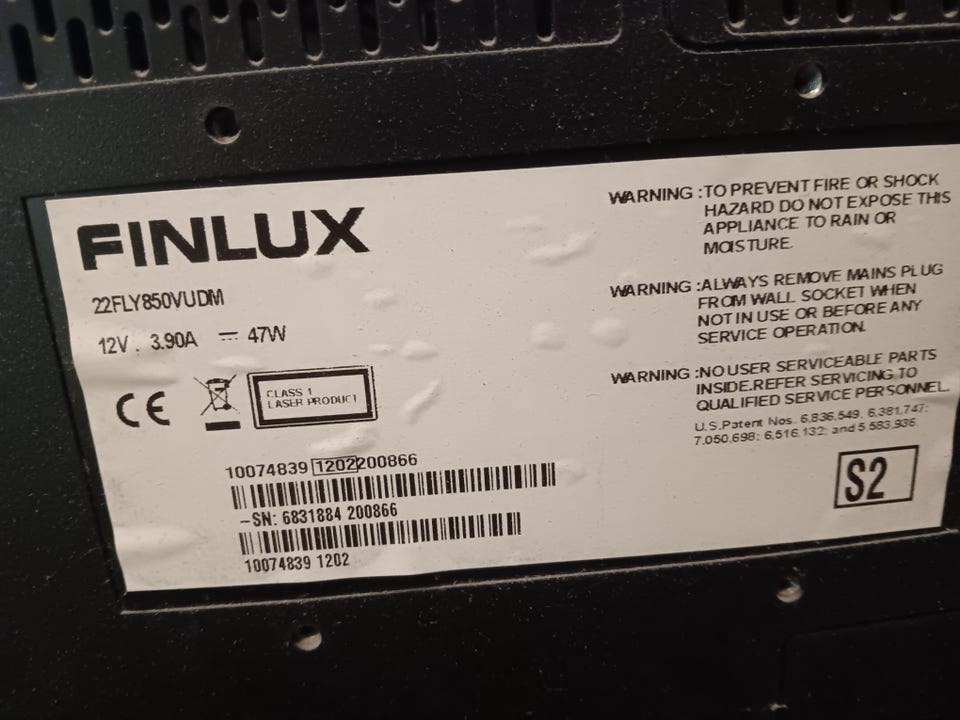 FINLUX
22FLY850VUDM
12V . 3.90A ⎓ 47W
CE
CLASS 1
LASER PRODUCT
10074839 1202200866
-SN: 6831884 200866
10074839 1202
WARNING :TO PREVENT FIRE OR SHOCK
HAZARD DO NOT EXPOSE THIS
APPLIANCE TO RAIN OR
MOISTURE.
WARNING :ALWAYS REMOVE MAINS PLUG
FROM WALL SOCKET WHEN
NOT IN USE OR BEFORE ANY
SERVICE OPERATION.
WARNING :NO USER SERVICEABLE PARTS
INSIDE.REFER SERVICING TO
QUALIFIED SERVICE PERSONNEL.
U.S.Patent Nos. 6,836,549; 6,381,747;
7,050,698; 6,516,132; and 5,583,936.
S2